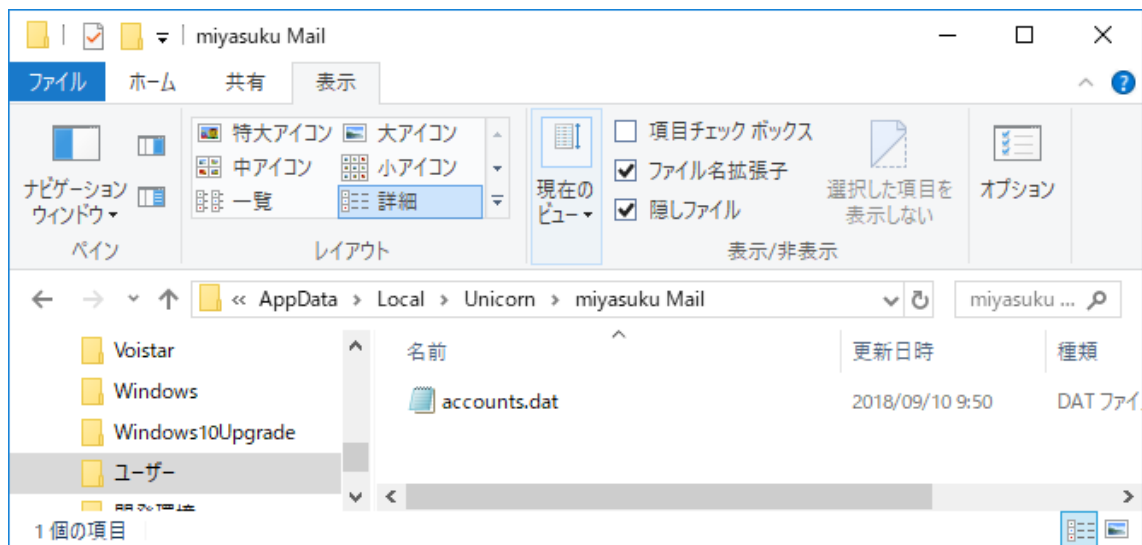 miyasuku Mail
ファイル ホーム 共有 表示
特大アイコン 大アイコン
中アイコン 小アイコン
一覧 詳細
ナビゲーション
ウィンドウ
現在の
ビュー
項目チェック ボックス
ファイル名拡張子
隠しファイル
選択した項目を
表示しない
オプション
ペイン レイアウト 表示/非表示
« AppData > Local > Unicorn > miyasuku Mail
miyasuku ...
Voistar
Windows
Windows10Upgrade
ユーザー
開発環境
名前 更新日時 種類
accounts.dat 2018/09/10 9:50 DAT ファイ
1 個の項目